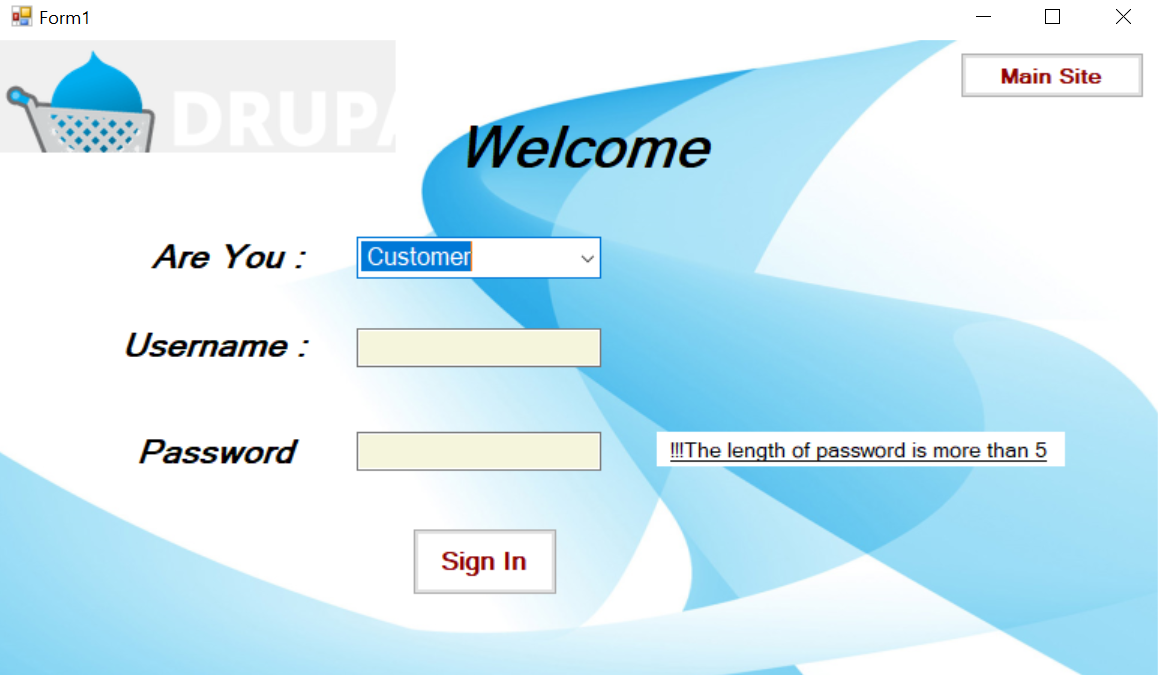 Form1
DRUPA
Main Site
Welcome
Are You :
Customer
Username :
Password
!!!The length of password is more than 5
Sign In